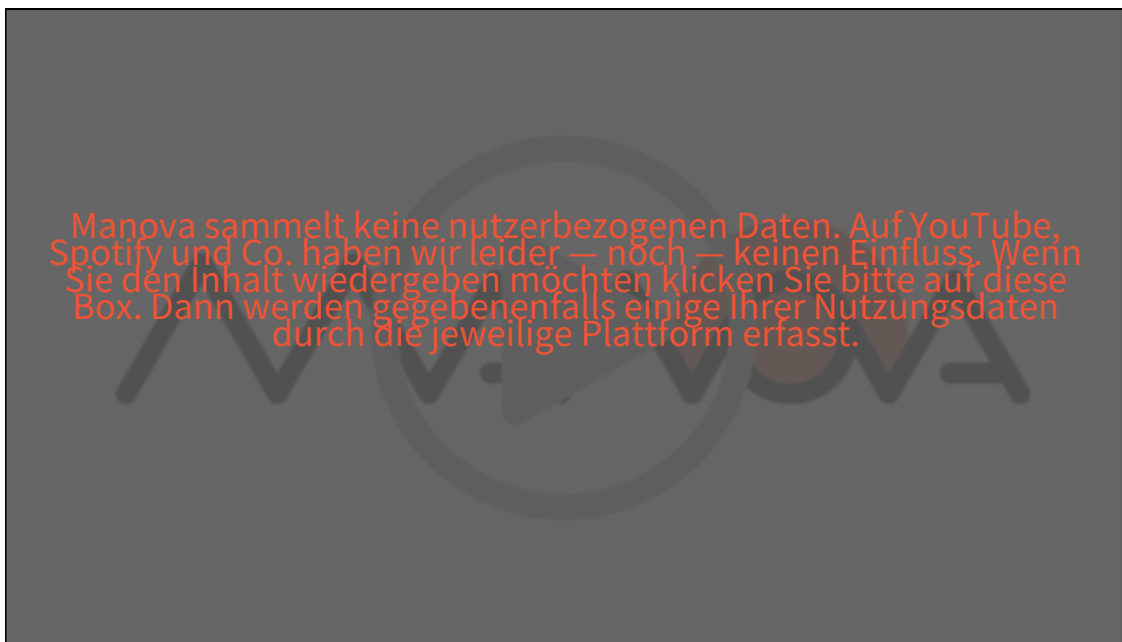 Manova sammelt keine nutzerbezogenen Daten. Auf YouTube,
Spotify und Co. haben wir leider — noch — keinen Einfluss. Wenn
Sie den Inhalt wiedergeben möchten klicken Sie bitte auf diese
Box. Dann werden gegebenenfalls einige Ihrer Nutzungsdaten
durch die jeweilige Plattform erfasst.
MANOVA